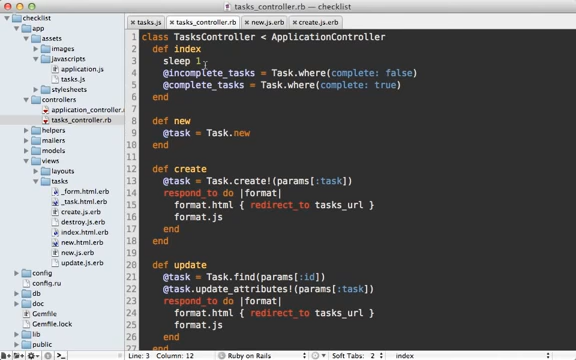 tasks_controller.rb — checklist
checklist
app
assets
images
javascripts
application.js
tasks.js
stylesheets
controllers
application_controller.
tasks_controller.rb
helpers
mailers
models
views
layouts
tasks
_form.html.erb
_task.html.erb
create.js.erb
destroy.js.erb
index.html.erb
new.html.erb
new.js.erb
update.js.erb
config
config.ru
db
doc
Gemfile
Gemfile.lock
lib
public
× tasks.js × tasks_controller.rb × new.js.erb × create.js.erb
1 class TasksController < ApplicationController
2 def index
3 sleep 1
4 @incomplete_tasks = Task.where(complete: false)
5 @complete_tasks = Task.where(complete: true)
6 end
7
8 def new
9 @task = Task.new
10 end
11
12 def create
13 @task = Task.create!(params[:task])
14 respond_to do |format|
15 format.html { redirect_to tasks_url }
16 format.js
17 end
18 end
19
20 def update
21 @task = Task.find(params[:id])
22 @task.update_attributes!(params[:task])
23 respond_to do |format|
24 format.html { redirect_to tasks_url }
25 format.js
26 end
27 end
Line: 3 Column: 12 Ruby on Rails Soft Tabs: 2 index